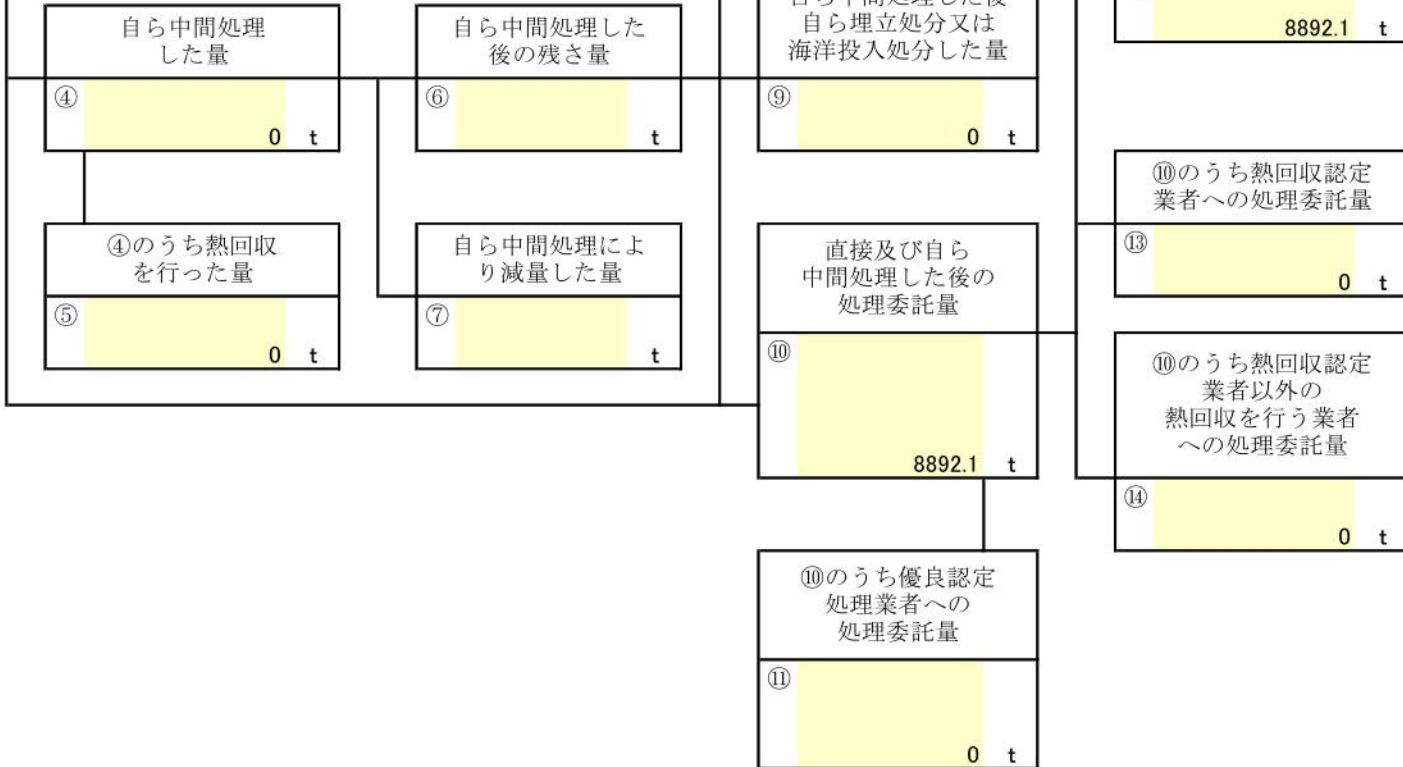 自ら中間処理
した量
④
0 t
④のうち熱回収
を行った量
⑤
0 t
自ら中間処理した
後の残さ量
⑥
t
自ら中間処理によ
り減量した量
⑦
t
自ら中間処理した後
自ら埋立処分又は
海洋投入処分した量
⑨
0 t
直接及び自ら
中間処理した後の
処理委託量
⑩
8892.1 t
⑩のうち優良認定
処理業者への
処理委託量
⑪
0 t
8892.1 t
⑩のうち熱回収認定
業者への処理委託量
⑬
0 t
⑩のうち熱回収認定
業者以外の
熱回収を行う業者
への処理委託量
⑭
0 t